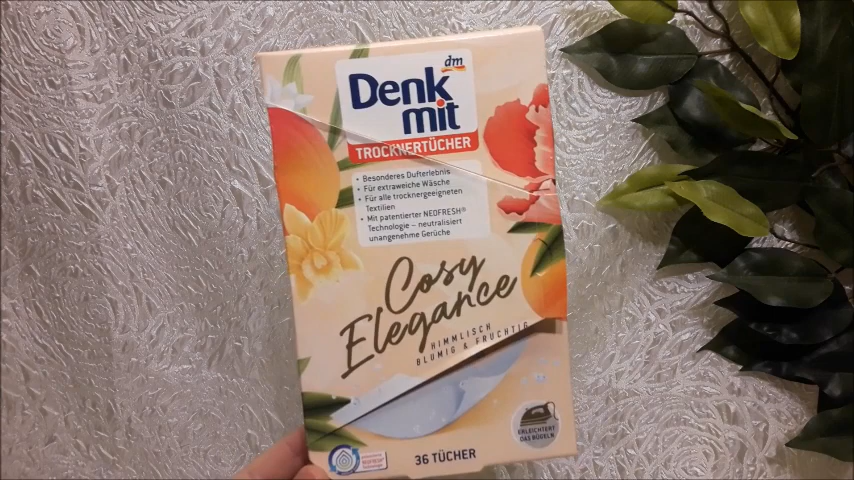 dm
Denk
mit
TROCKNERTÜCHER
• Besonderes Dufterlebnis
• Für extraweiche Wäsche
• Für alle trocknergeeigneten
Textilien
• Mit patentierter NEOFRESH®
Technologie – neutralisiert
unangenehme Gerüche
Cosy
Elegance
HIMMLISCH
BLUMIG & FRUCHTIG
ERLEICHTERT
DAS BÜGELN
36 TÜCHER